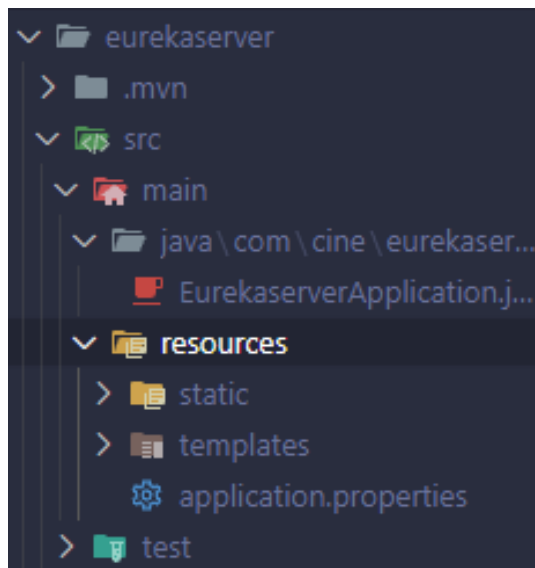 eurekaserver
.mvn
src
main
java\com\cine\eurekaser...
EurekaserverApplication.j...
resources
static
templates
application.properties
test